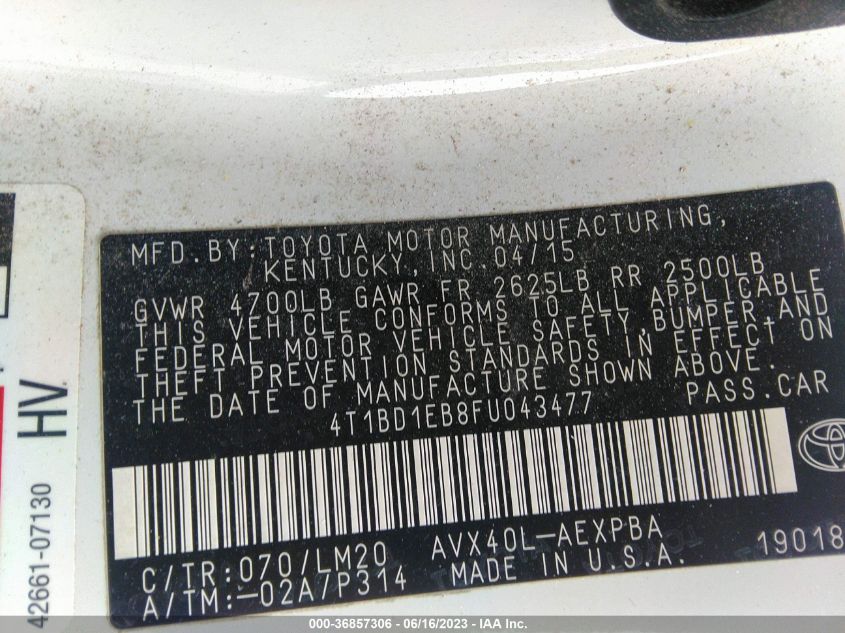 MFD.BY:TOYOTA MOTOR MANUFACTURING,
KENTUCKY,INC.04/15
GVWR 4700LB GAWR FR 2625LB RR 2500LB
THIS VEHICLE CONFORMS TO ALL APPLICABLE
FEDERAL MOTOR VEHICLE SAFETY,BUMPER,AND
THEFT PREVENTION STANDARDS IN EFFECT ON
THE DATE OF MANUFACTURE SHOWN ABOVE.
4T1BD1EB8FU043477 PASS.CAR
C/TR:070/LM20 AVX40L-AEXPBA 19018
A/TM:-02A/P314 MADE IN U.S.A.
HV
42661-07130
000-36857306 - 06/16/2023 - IAA Inc.